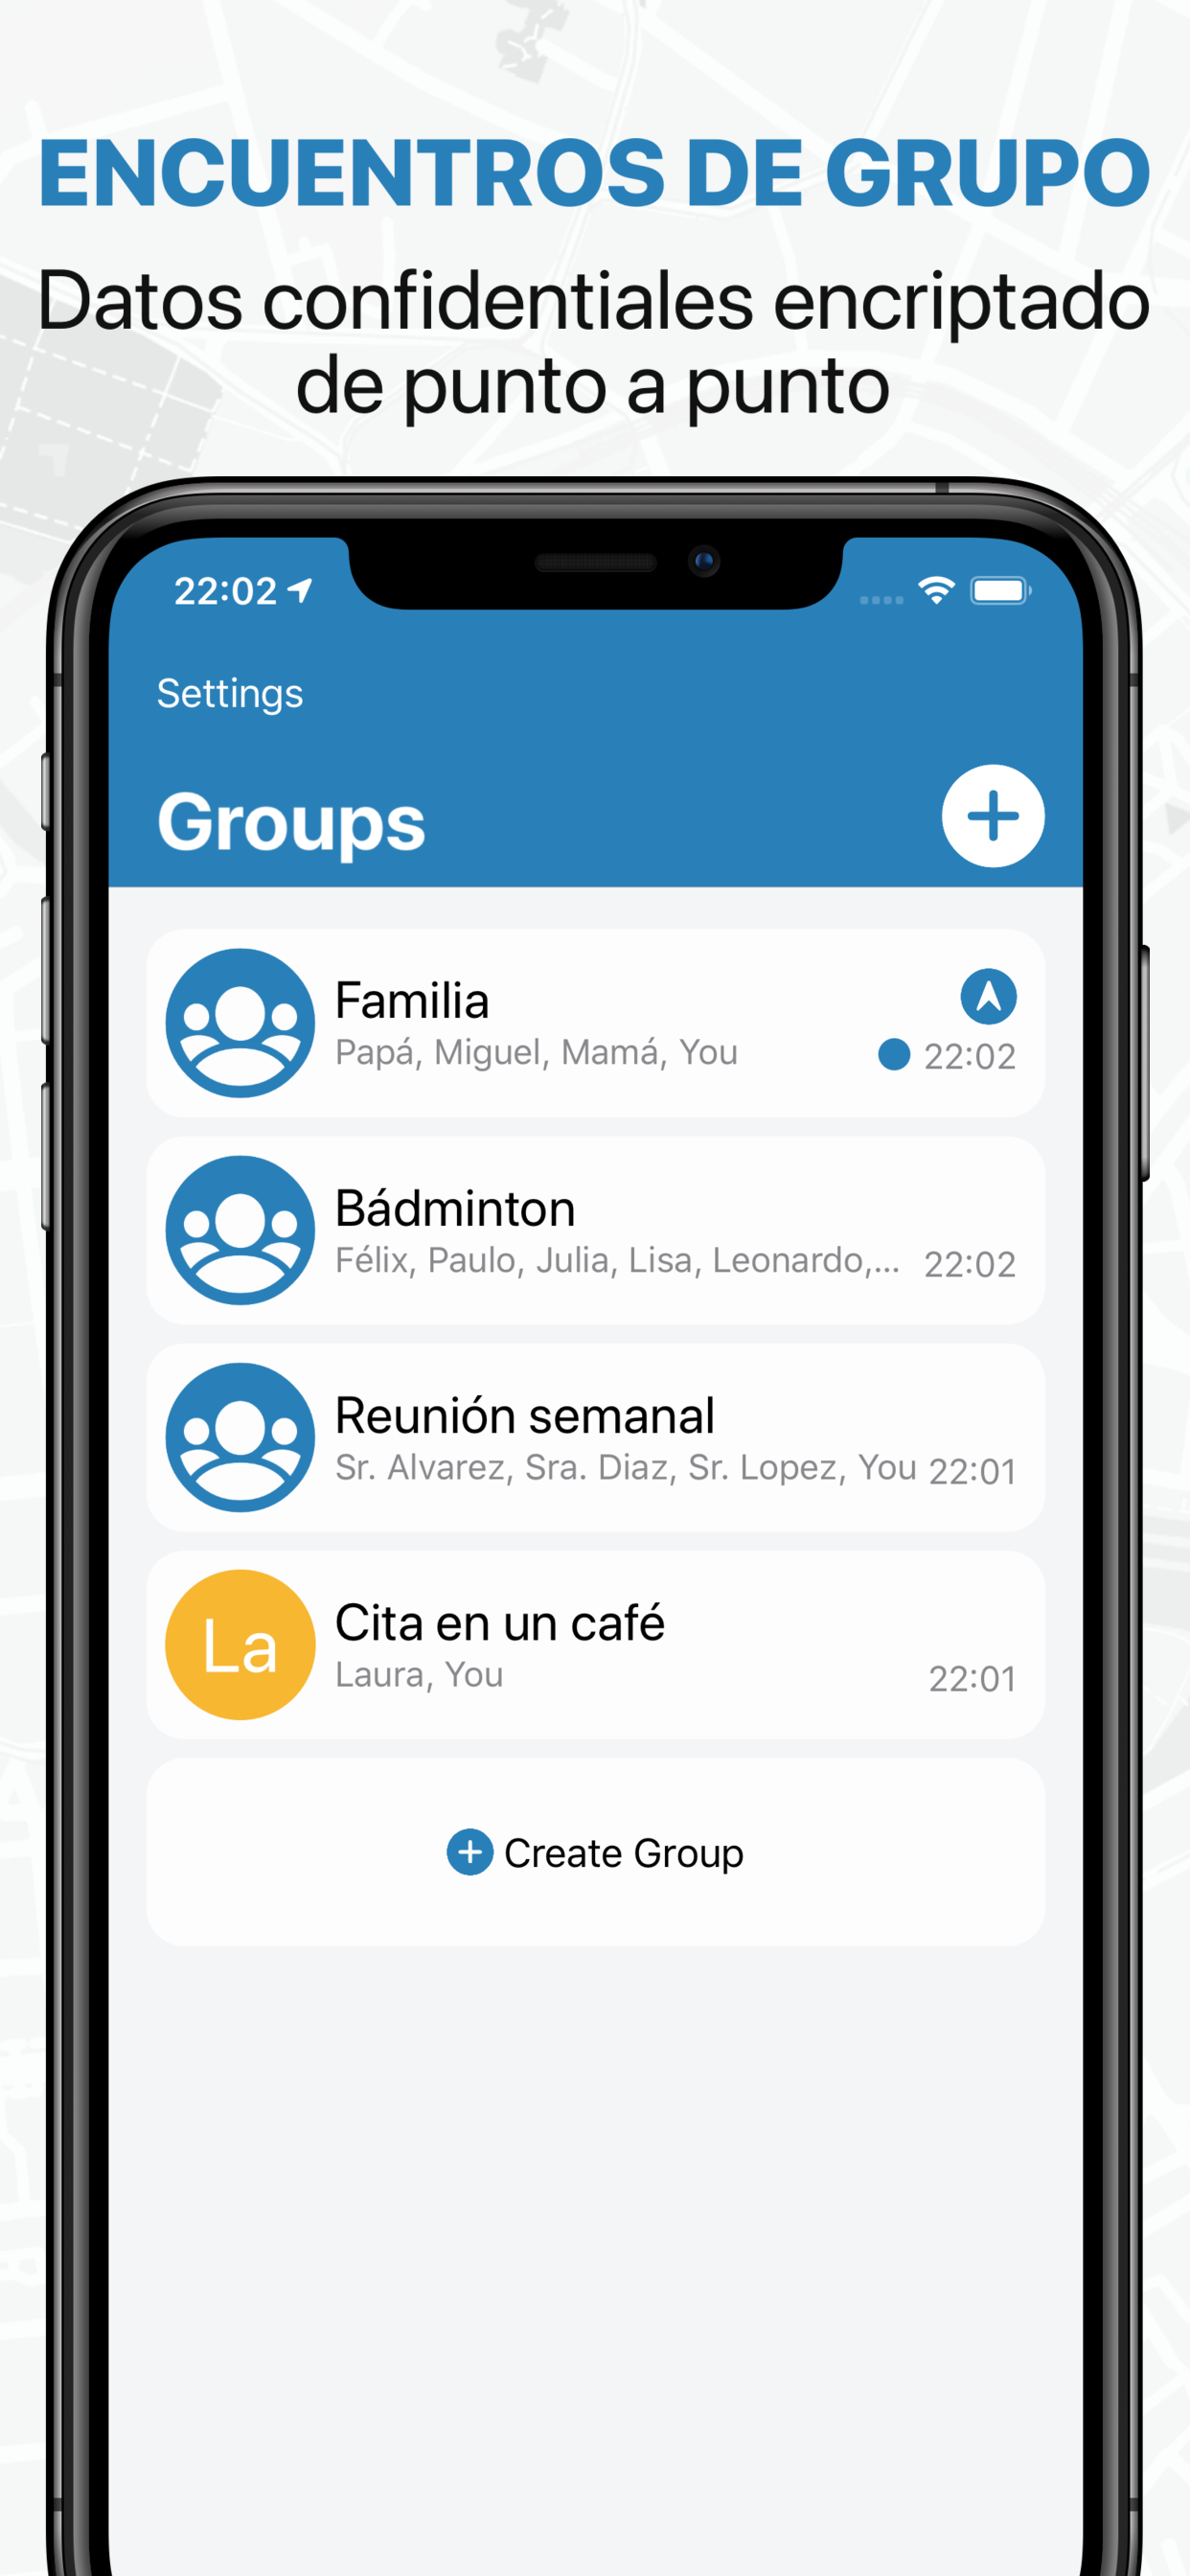 ENCUENTROS DE GRUPO
Datos confidentiales encriptado
de punto a punto
22:02
Settings
Groups
Familia
Papá, Miguel, Mamá, You
22:02
Bádminton
Félix, Paulo, Julia, Lisa, Leonardo,...
22:02
Reunión semanal
Sr. Alvarez, Sra. Diaz, Sr. Lopez, You
22:01
La
Cita en un café
Laura, You
22:01
Create Group